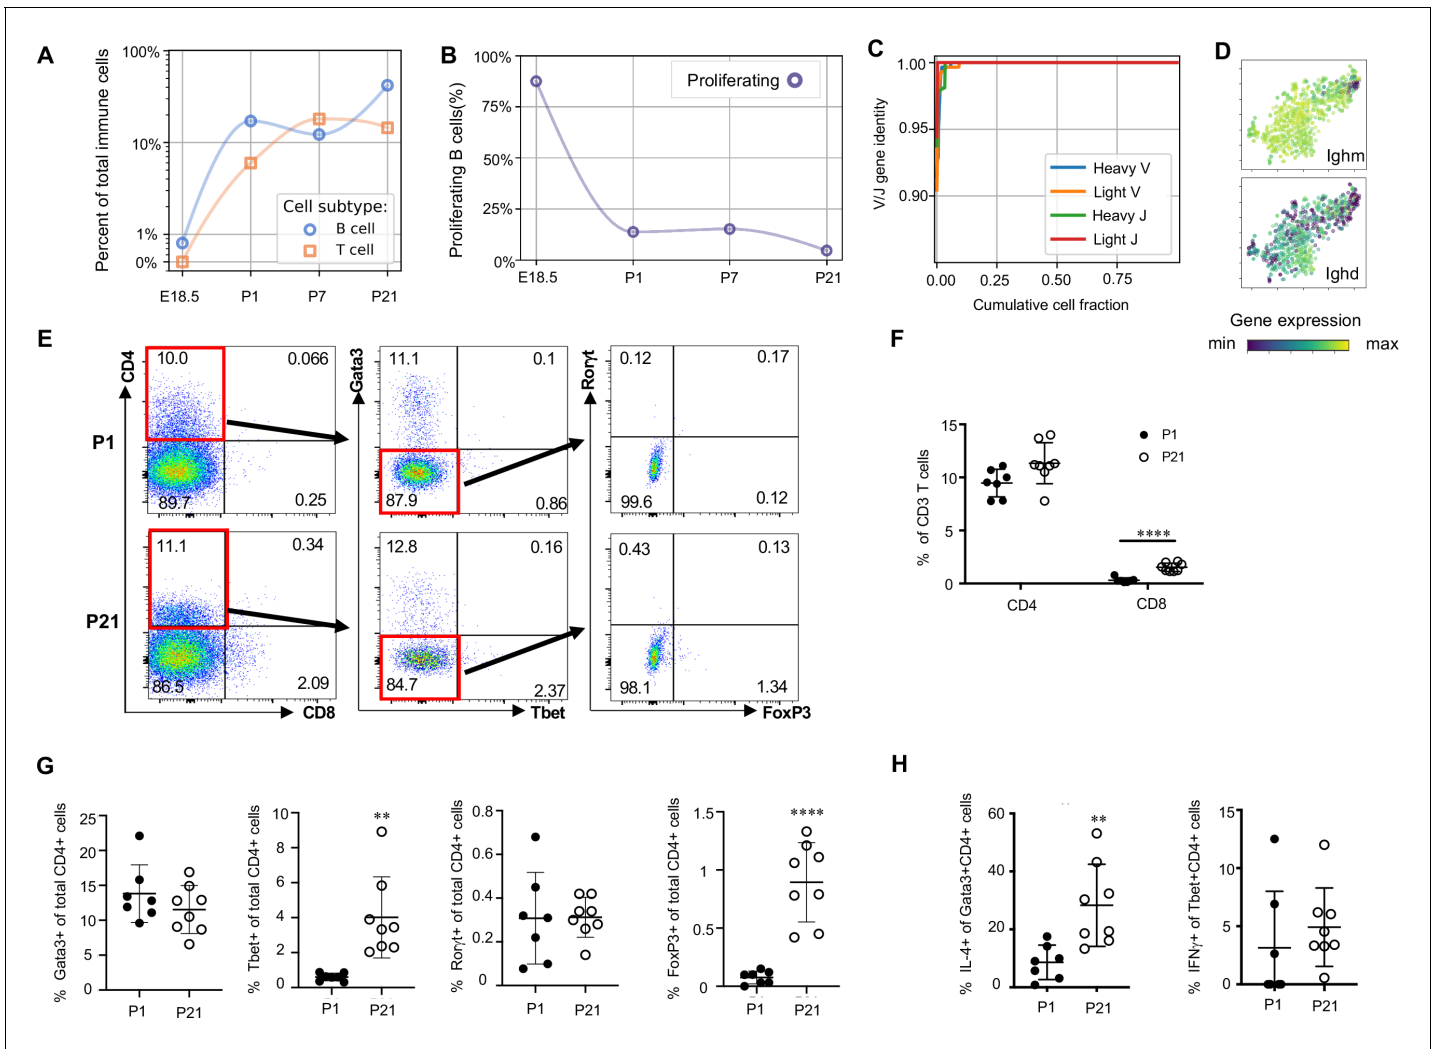 A
Percent of total immune cells
100%
10%
1%
0%
E18.5
P1
P7
P21
Cell subtype:
B cell
T cell
B
Proliferating B cells(%)
100%
75%
50%
25%
0%
E18.5
P1
P7
P21
Proliferating
C
V/J gene identity
1.00
0.95
0.90
0.00
0.25
0.50
0.75
Cumulative cell fraction
Heavy V
Light V
Heavy J
Light J
D
Ighm
Ighd
Gene expression
min
max
E
CD4
10.0
0.066
89.7
0.25
P1
Gata3
11.1
0.1
87.9
0.86
Rorγt
0.12
0.17
99.6
0.12
P21
11.1
0.34
86.5
2.09
CD8
12.8
0.16
84.7
2.37
Tbet
0.43
0.13
98.1
1.34
FoxP3
F
% of CD3 T cells
15
10
5
0
CD4
CD8
P1
P21
****
G
% Gata3+ of total CD4+ cells
25
20
15
10
5
0
P1
P21
% Tbet+ of total CD4+ cells
10
8
6
4
2
0
**
P1
P21
% Rorγt+ of total CD4+ cells
0.8
0.6
0.4
0.2
0
P1
P21
% FoxP3+ of total CD4+ cells
1.5
1
.5
0
****
P1
P21
H
% IL-4+ of Gata3+CD4+ cells
60
40
20
0
**
P1
P21
% IFNγ+ of Tbet+CD4+ cells
15
10
5
0
P1
P21